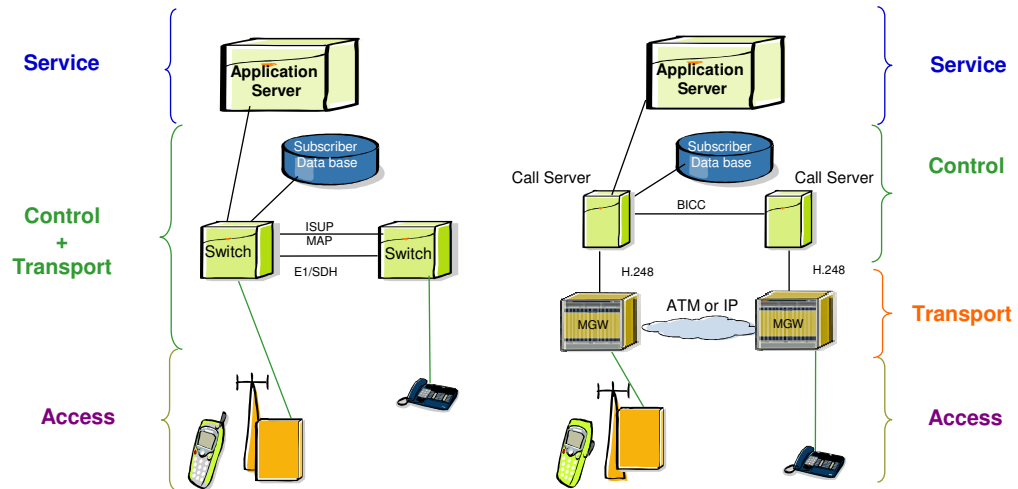 Service
Application
Server
Subscriber
Data base
Control
+
Transport
Switch
ISUP
MAP
E1/SDH
Switch
Access
Application
Server
Service
Subscriber
Data base
Call Server
Call Server
Control
BICC
H.248
H.248
MGW
ATM or IP
MGW
Transport
Access